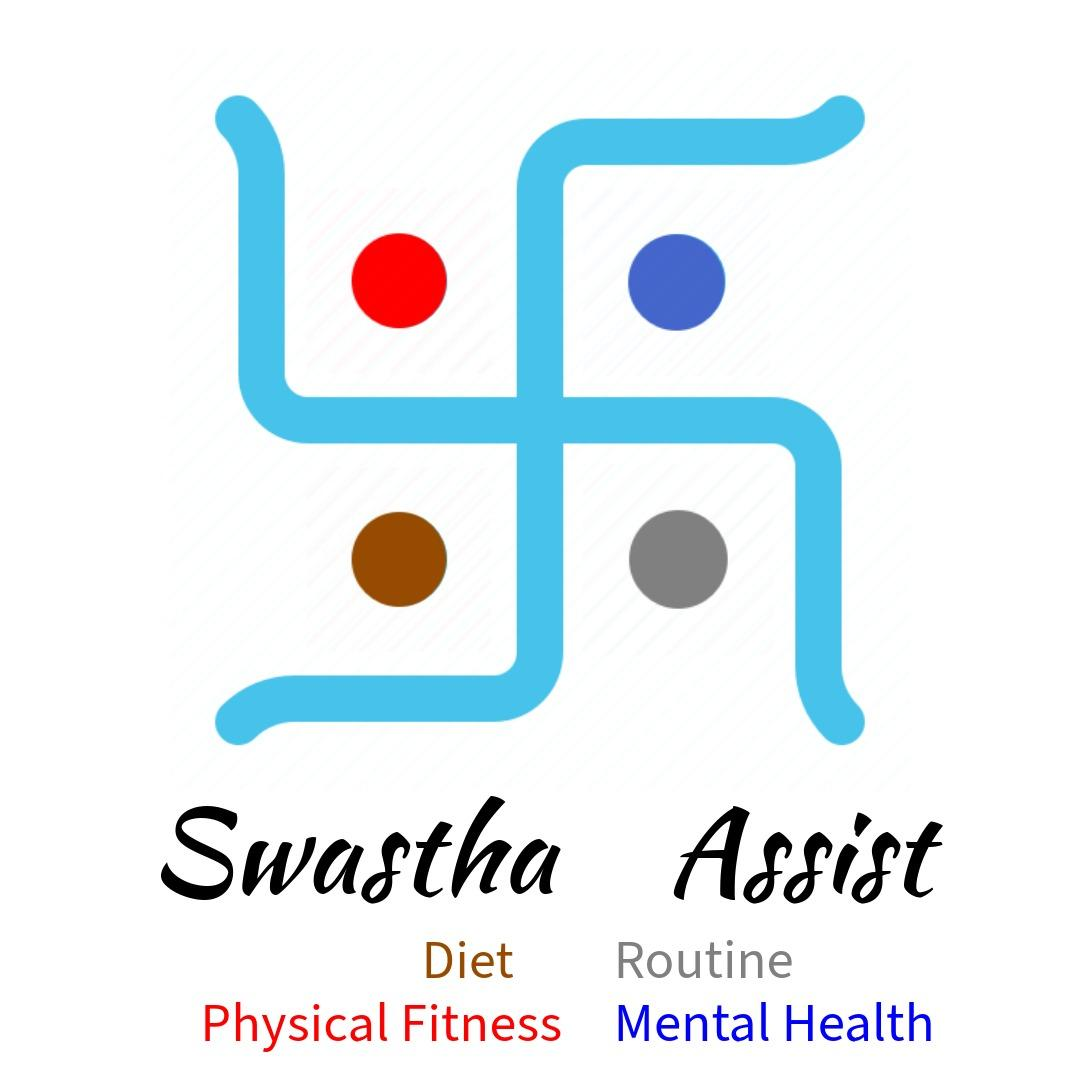 Swastha Assist
Diet Routine
Physical Fitness Mental Health